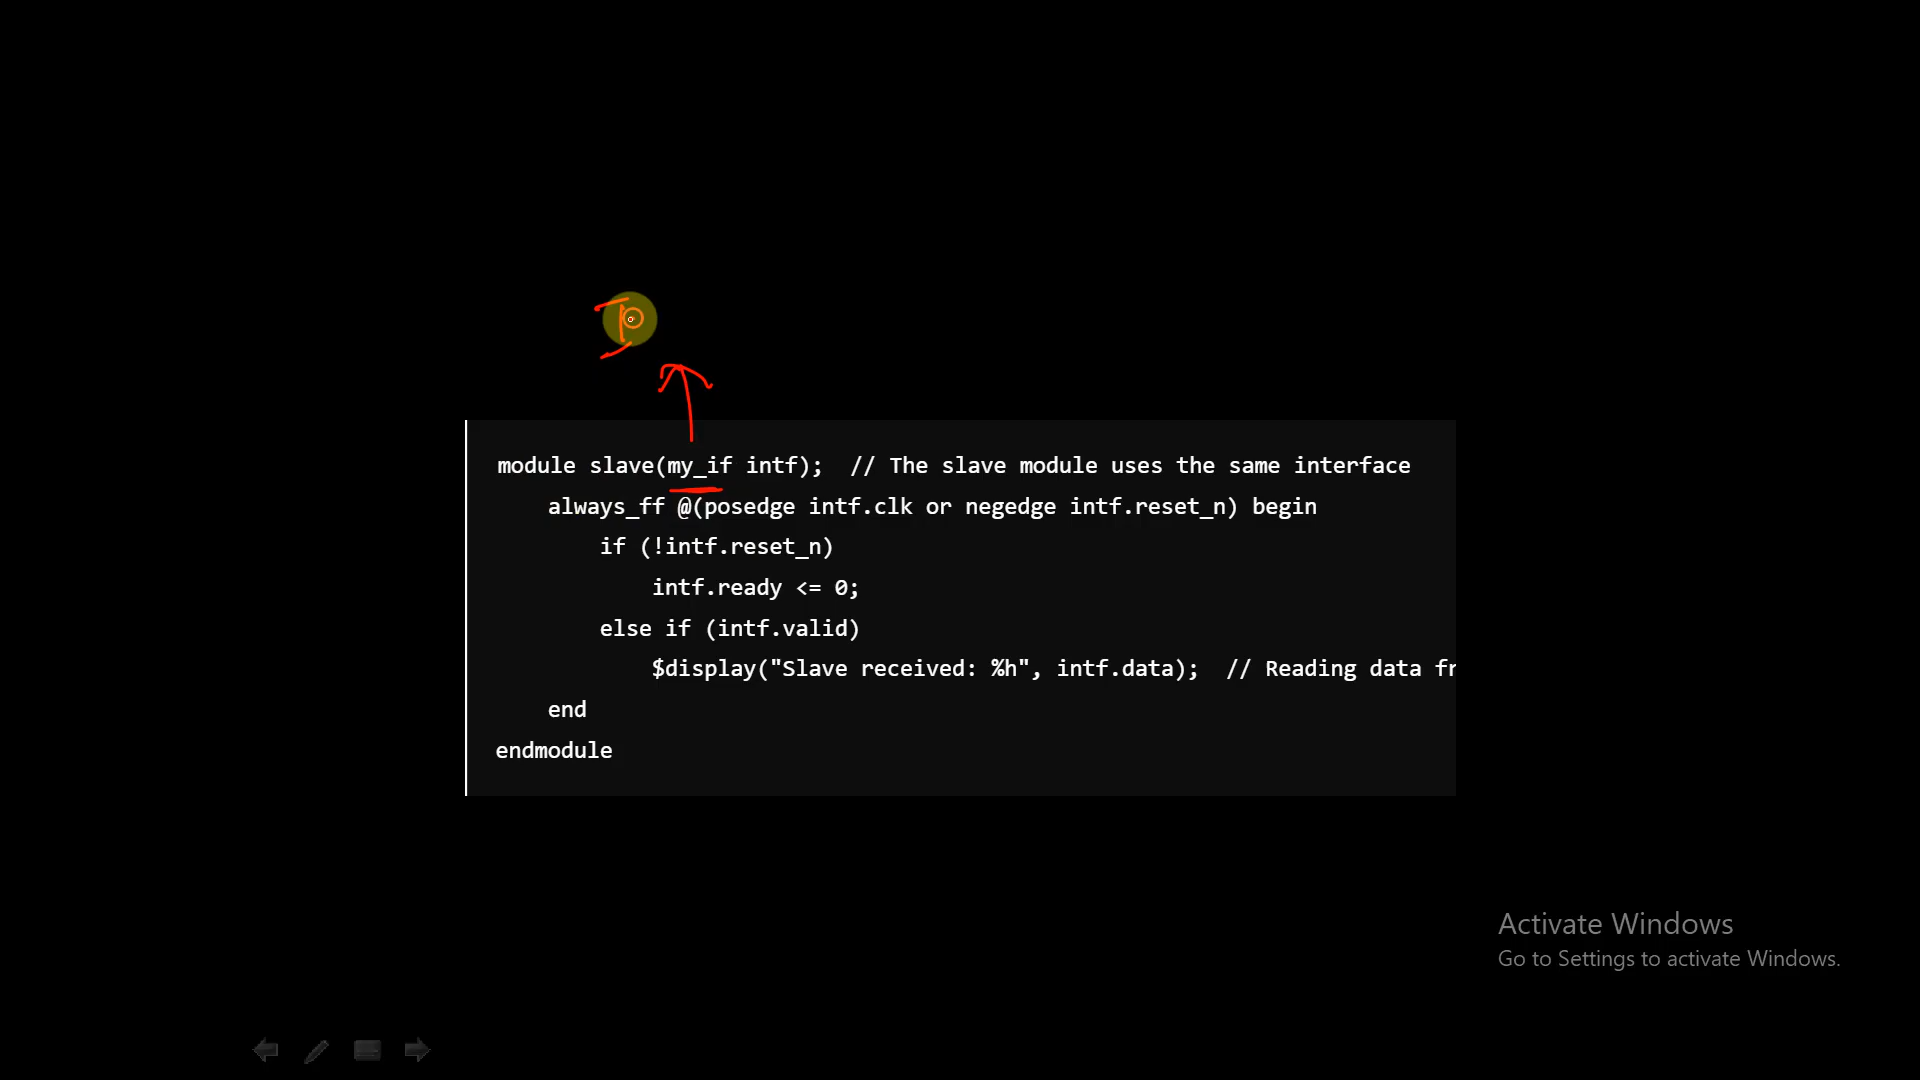 module slave(my_if intf);  // The slave module uses the same interface
    always_ff @(posedge intf.clk or negedge intf.reset_n) begin
        if (!intf.reset_n)
            intf.ready <= 0;
        else if (intf.valid)
            $display("Slave received: %h", intf.data);  // Reading data fr
    end
endmodule
Activate Windows
Go to Settings to activate Windows.